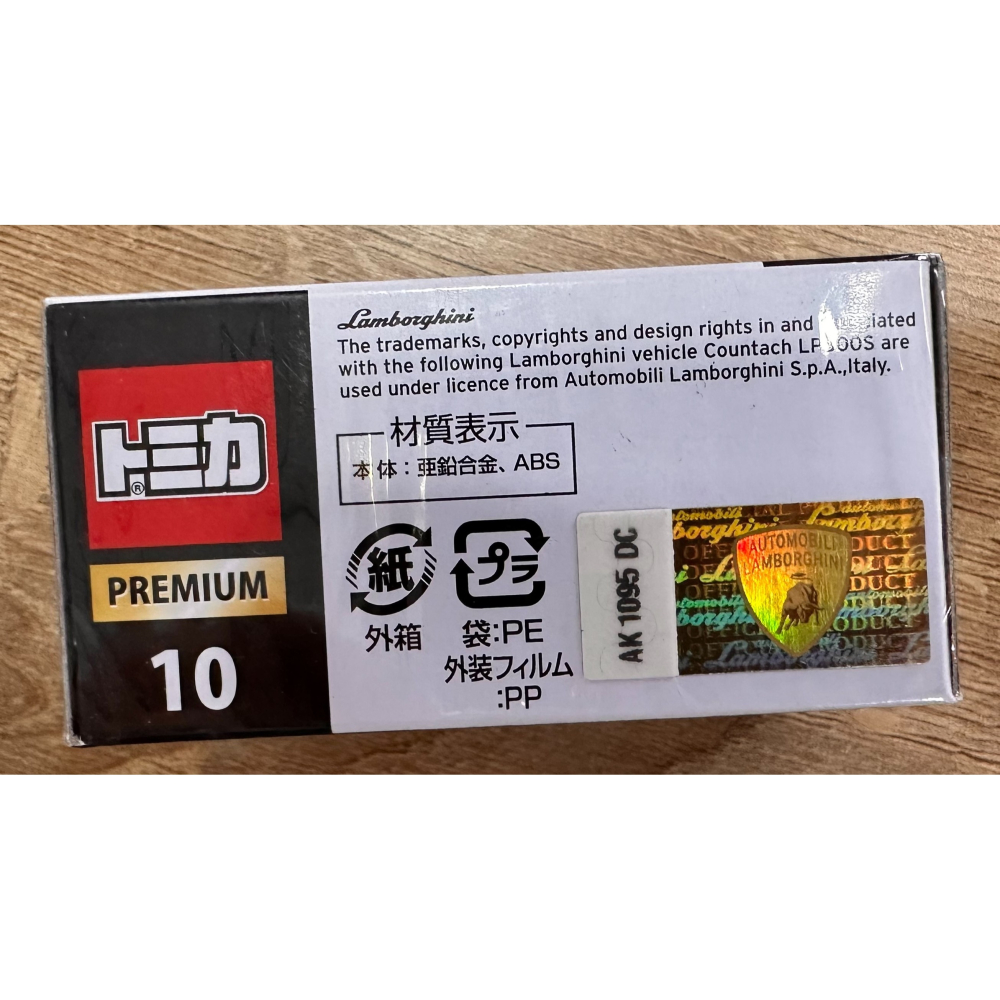 Lamborghini
The trademarks, copyrights and design rights in and
with the following Lamborghini vehicle Countach are
used under licence from Automobili Lamborghini S.p.A.,Italy.
材質表示
本体：亜鉛合金、ABS
トミカ®
PREMIUM
10
紙
外箱
プラ
袋:PE
外装フィルム
:PP
AK 1095 DC
AUTOMOBILI
LAMBORGHINI